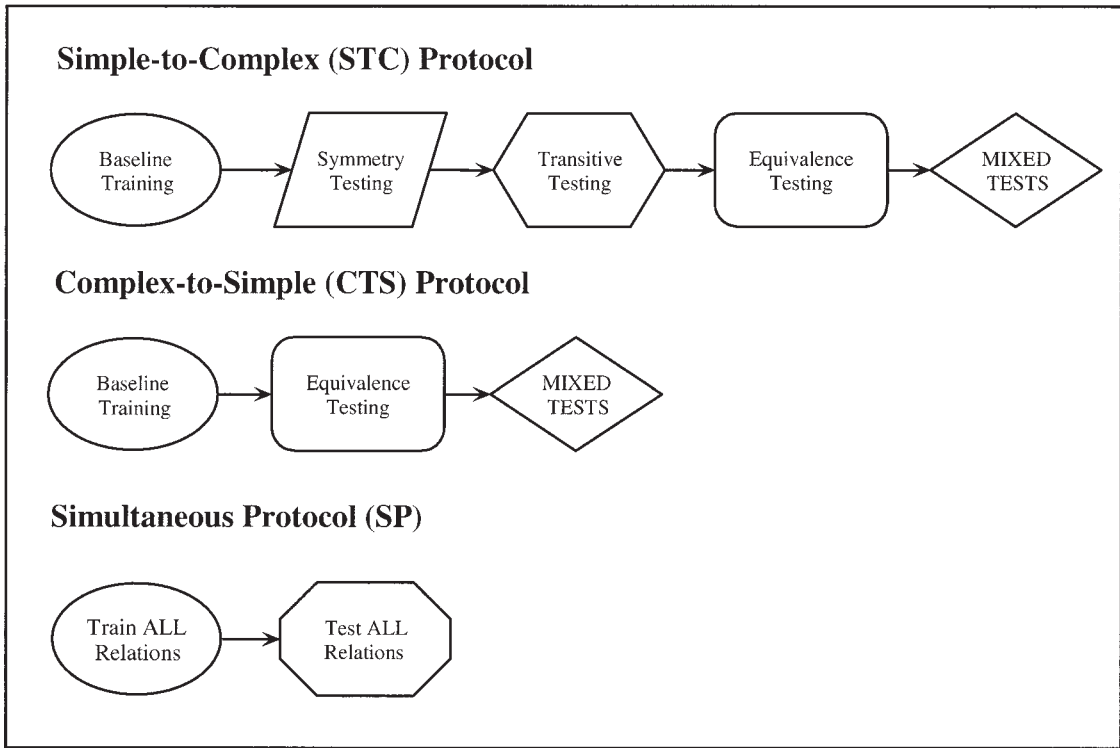 Simple-to-Complex (STC) Protocol
Baseline
Training
Symmetry
Testing
Transitive
Testing
Equivalence
Testing
MIXED
TESTS
Complex-to-Simple (CTS) Protocol
Baseline
Training
Equivalence
Testing
MIXED
TESTS
Simultaneous Protocol (SP)
Train ALL
Relations
Test ALL
Relations